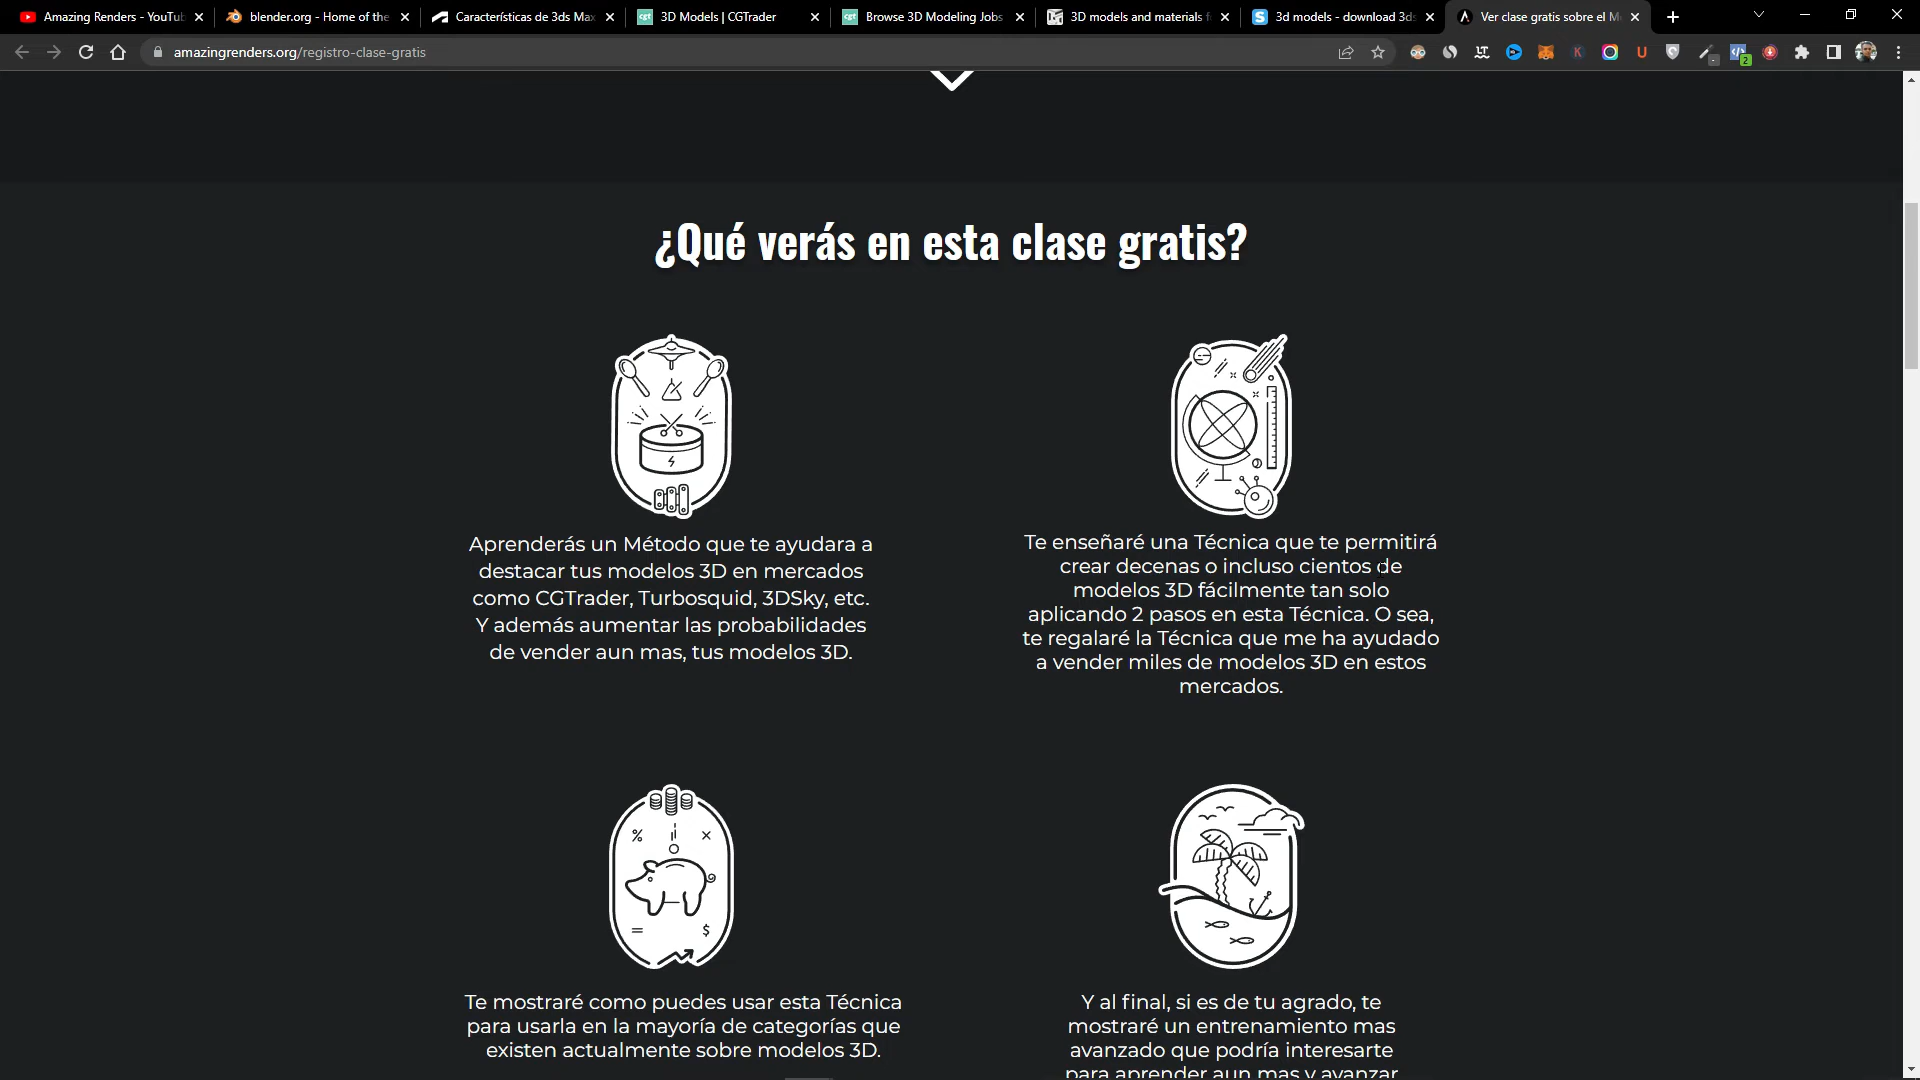 Amazing Renders - YouTub
blender.org - Home of the
Características de 3ds Max
3D Models | CGTrader
Browse 3D Modeling Jobs
3D models and materials f
3d models - download 3ds
Ver clase gratis sobre el M
amazingrenders.org/registro-clase-gratis
2
¿Qué verás en esta clase gratis?
Aprenderás un Método que te ayudara a
destacar tus modelos 3D en mercados
como CGTrader, Turbosquid, 3DSky, etc.
Y además aumentar las probabilidades
de vender aun mas, tus modelos 3D.
Te enseñaré una Técnica que te permitirá
crear decenas o incluso cientos de
modelos 3D fácilmente tan solo
aplicando 2 pasos en esta Técnica. O sea,
te regalaré la Técnica que me ha ayudado
a vender miles de modelos 3D en estos
mercados.
Te mostraré como puedes usar esta Técnica
para usarla en la mayoría de categorías que
existen actualmente sobre modelos 3D.
Y al final, si es de tu agrado, te
mostraré un entrenamiento mas
avanzado que podría interesarte
para aprender aun mas y avanzar